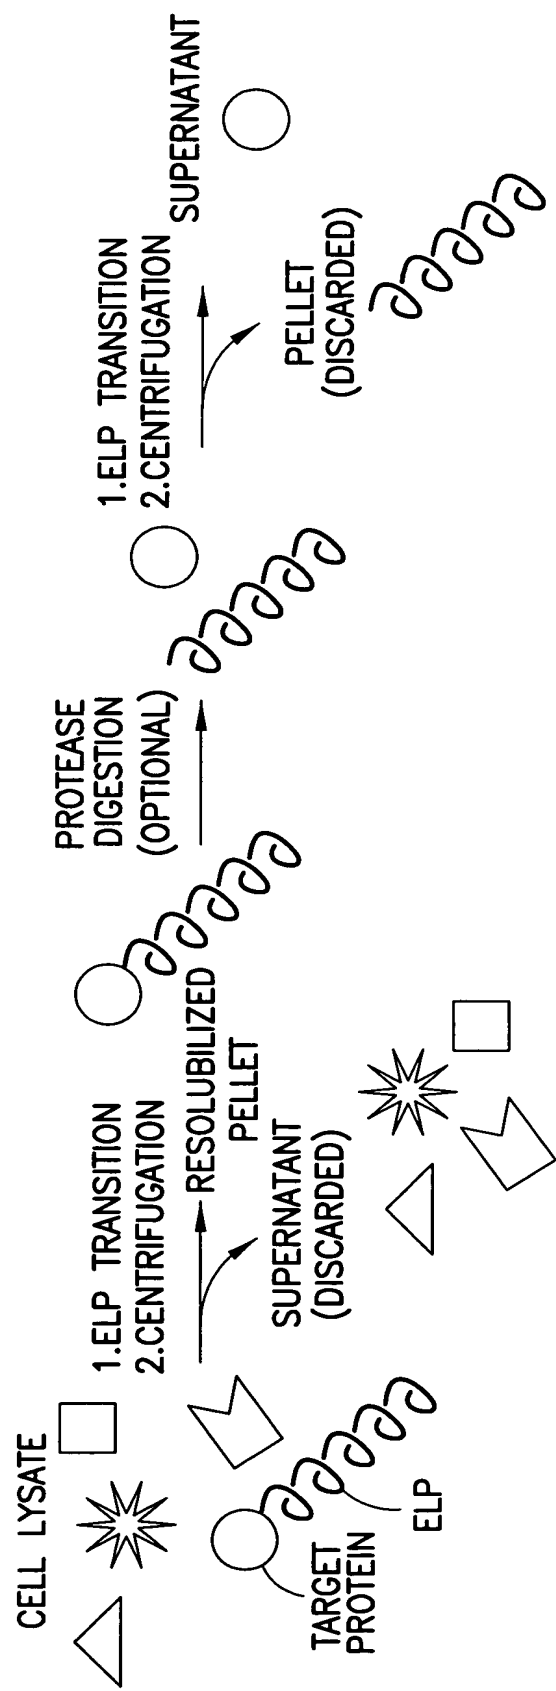 CELL LYSATE
TARGET
PROTEIN
ELP
1.ELP TRANSITION
2.CENTRIFUGATION
RESOLUBILIZED
PELLET
SUPERNATANT
(DISCARDED)
PROTEASE
DIGESTION
(OPTIONAL)
1.ELP TRANSITION
2.CENTRIFUGATION
SUPERNATANT
PELLET
(DISCARDED)